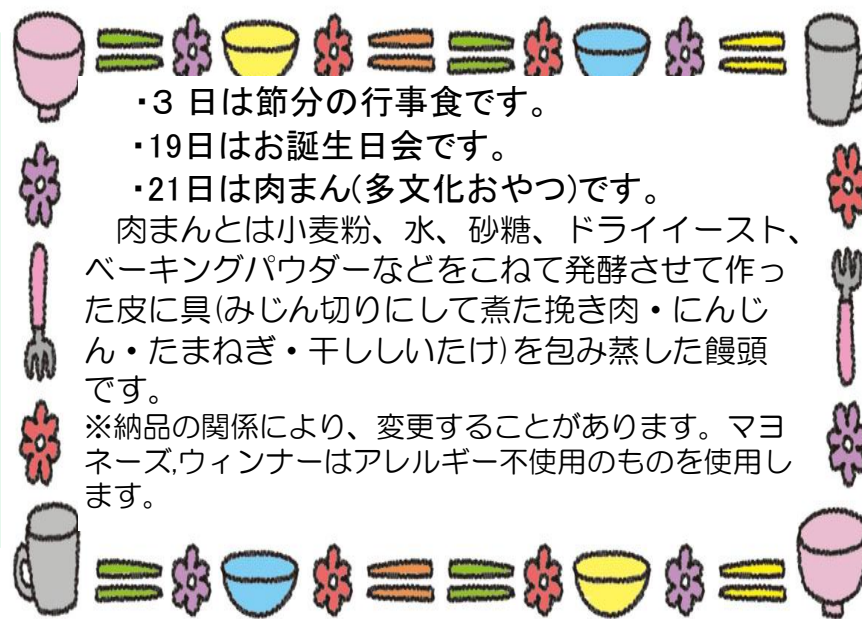 ・3 日は節分の行事食です。
・19日はお誕生日会です。
・21日は肉まん(多文化おやつ)です。
　肉まんとは小麦粉、水、砂糖、ドライイースト、
ベーキングパウダーなどをこねて発酵させて作っ
た皮に具(みじん切りにして煮た挽き肉・にんじ
ん・たまねぎ・干ししいたけ)を包み蒸した饅頭
です。
※納品の関係により、変更することがあります。マヨ
ネーズ,ウィンナーはアレルギー不使用のものを使用し
ます。